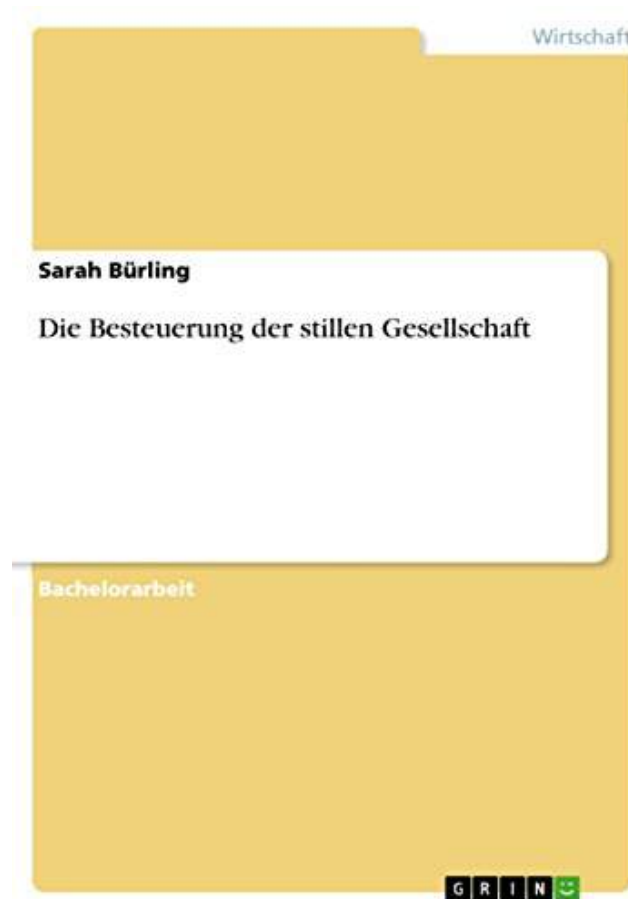 Wirtschaft
Sarah Bürling
Die Besteuerung der stillen Gesellschaft
Bachelorarbeit
GRIN